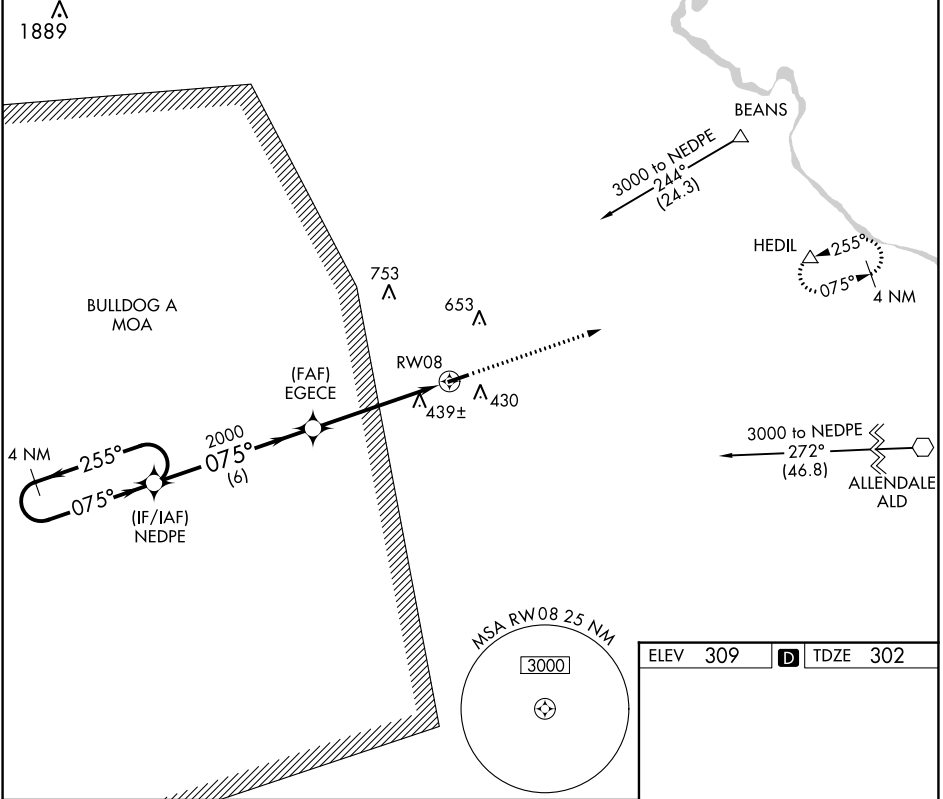 1889
BEANS
3000 to NEDPE
244°
(24.3)
HEDIL
255°
075°
4 NM
753
653
BULLDOG A
MOA
RW08
(FAF)
EGECE
439±
430
2000
075°
(6)
4 NM
255°
075°
(IF/IAF)
NEDPE
3000 to NEDPE
272°
(46.8)
ALLENDALE
ALD
MSA RW08 25 NM
3000
ELEV 309 D TDZE 302